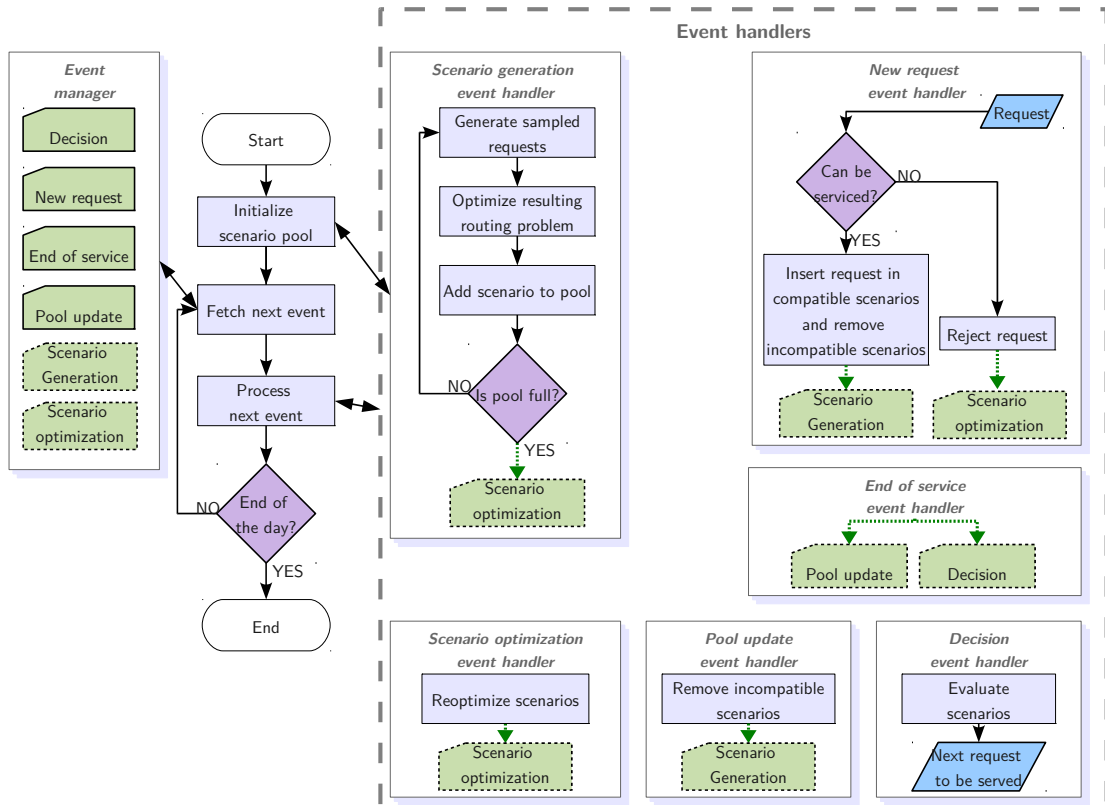 Event handlers
Event
manager
Decision
New request
End of service
Pool update
Scenario
Generation
Scenario
optimization
Start
Initialize
scenario pool
Fetch next event
Process
next event
End of
the day?
NO
YES
End
Scenario generation
event handler
Generate sampled
requests
Optimize resulting
routing problem
Add scenario to pool
Is pool full?
NO
YES
Scenario
optimization
New request
event handler
Request
Can be
serviced?
NO
YES
Insert request in
compatible scenarios
and remove
incompatible scenarios
Reject request
Scenario
Generation
Scenario
optimization
End of service
event handler
Pool update
Decision
Scenario optimization
event handler
Reoptimize scenarios
Scenario
optimization
Pool update
event handler
Remove incompatible
scenarios
Scenario
Generation
Decision
event handler
Evaluate
scenarios
Next request
to be served